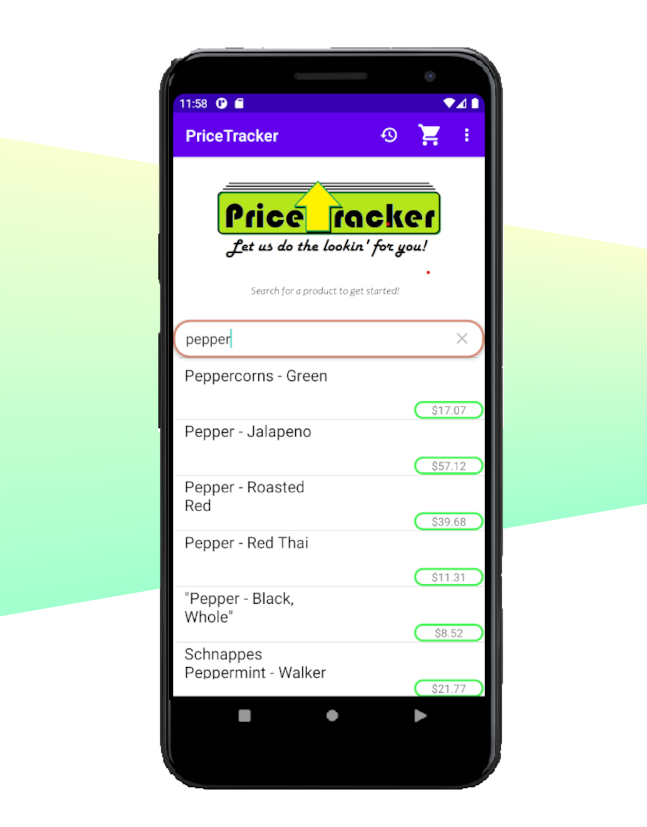 11:58
PriceTracker
Price Tracker
Let us do the lookin' for you!
Search for a product to get started!
pepper
Peppercorns - Green
$17.07
Pepper - Jalapeno
$57.12
Pepper - Roasted
Red
$39.68
Pepper - Red Thai
$11.31
"Pepper - Black,
Whole"
$8.52
Schnappes
Peppermint - Walker
$21.77